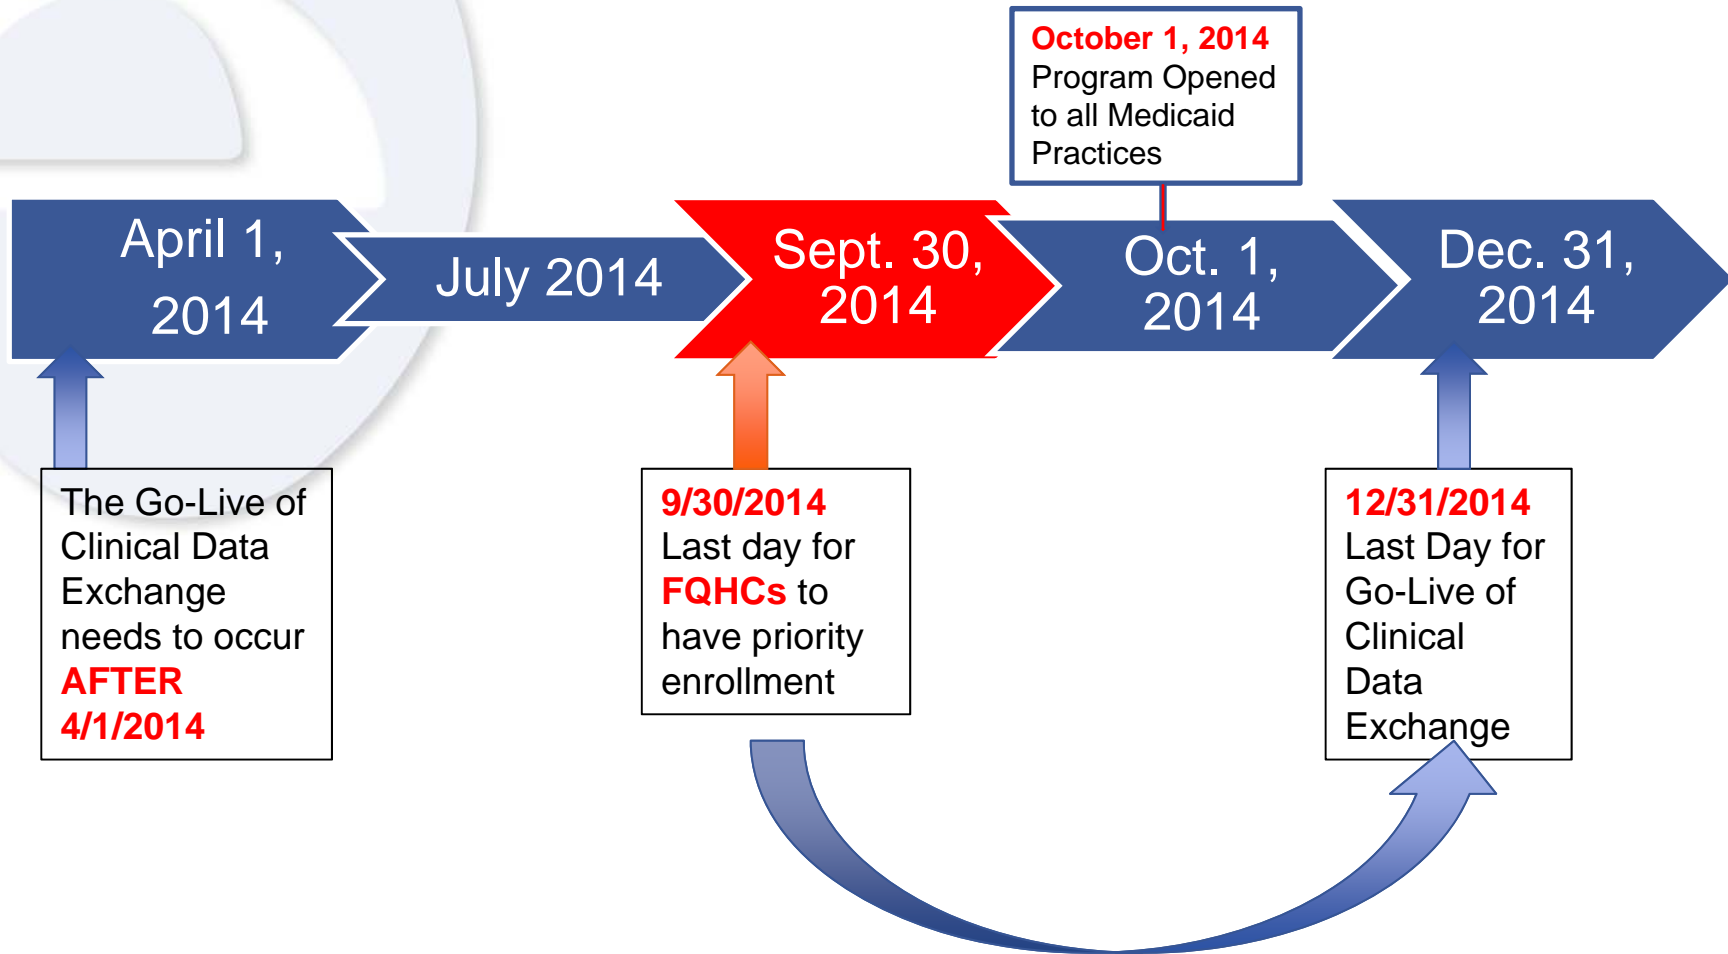 October 1, 2014
Program Opened
to all Medicaid
Practices
April 1,
2014
July 2014
Sept. 30,
2014
Oct. 1,
2014
Dec. 31,
2014
The Go-Live of
Clinical Data
Exchange
needs to occur
AFTER
4/1/2014
9/30/2014
Last day for
FQHCs to
have priority
enrollment
12/31/2014
Last Day for
Go-Live of
Clinical
Data
Exchange